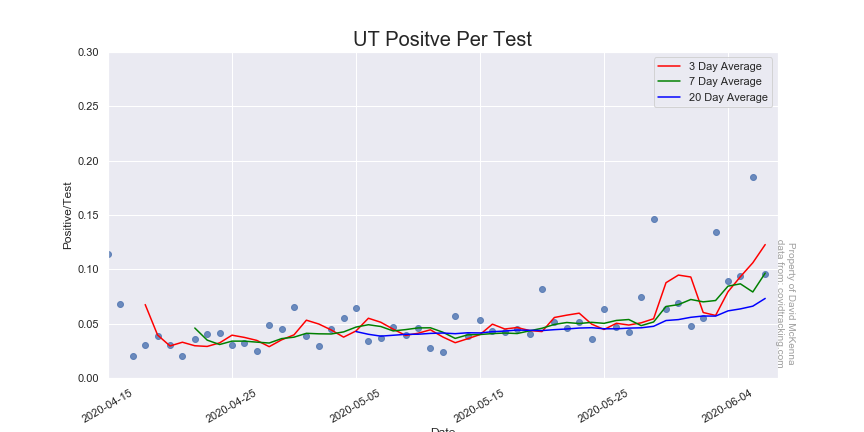 UT Positve Per Test
0.30
0.25
0.20
0.15
0.10
0.05
0.00
Positive/Test
3 Day Average
7 Day Average
20 Day Average
2020-04-15
2020-04-25
2020-05-05
2020-05-15
2020-05-25
2020-06-04
Date
Property of David McKenna
data from: covidtracking.com